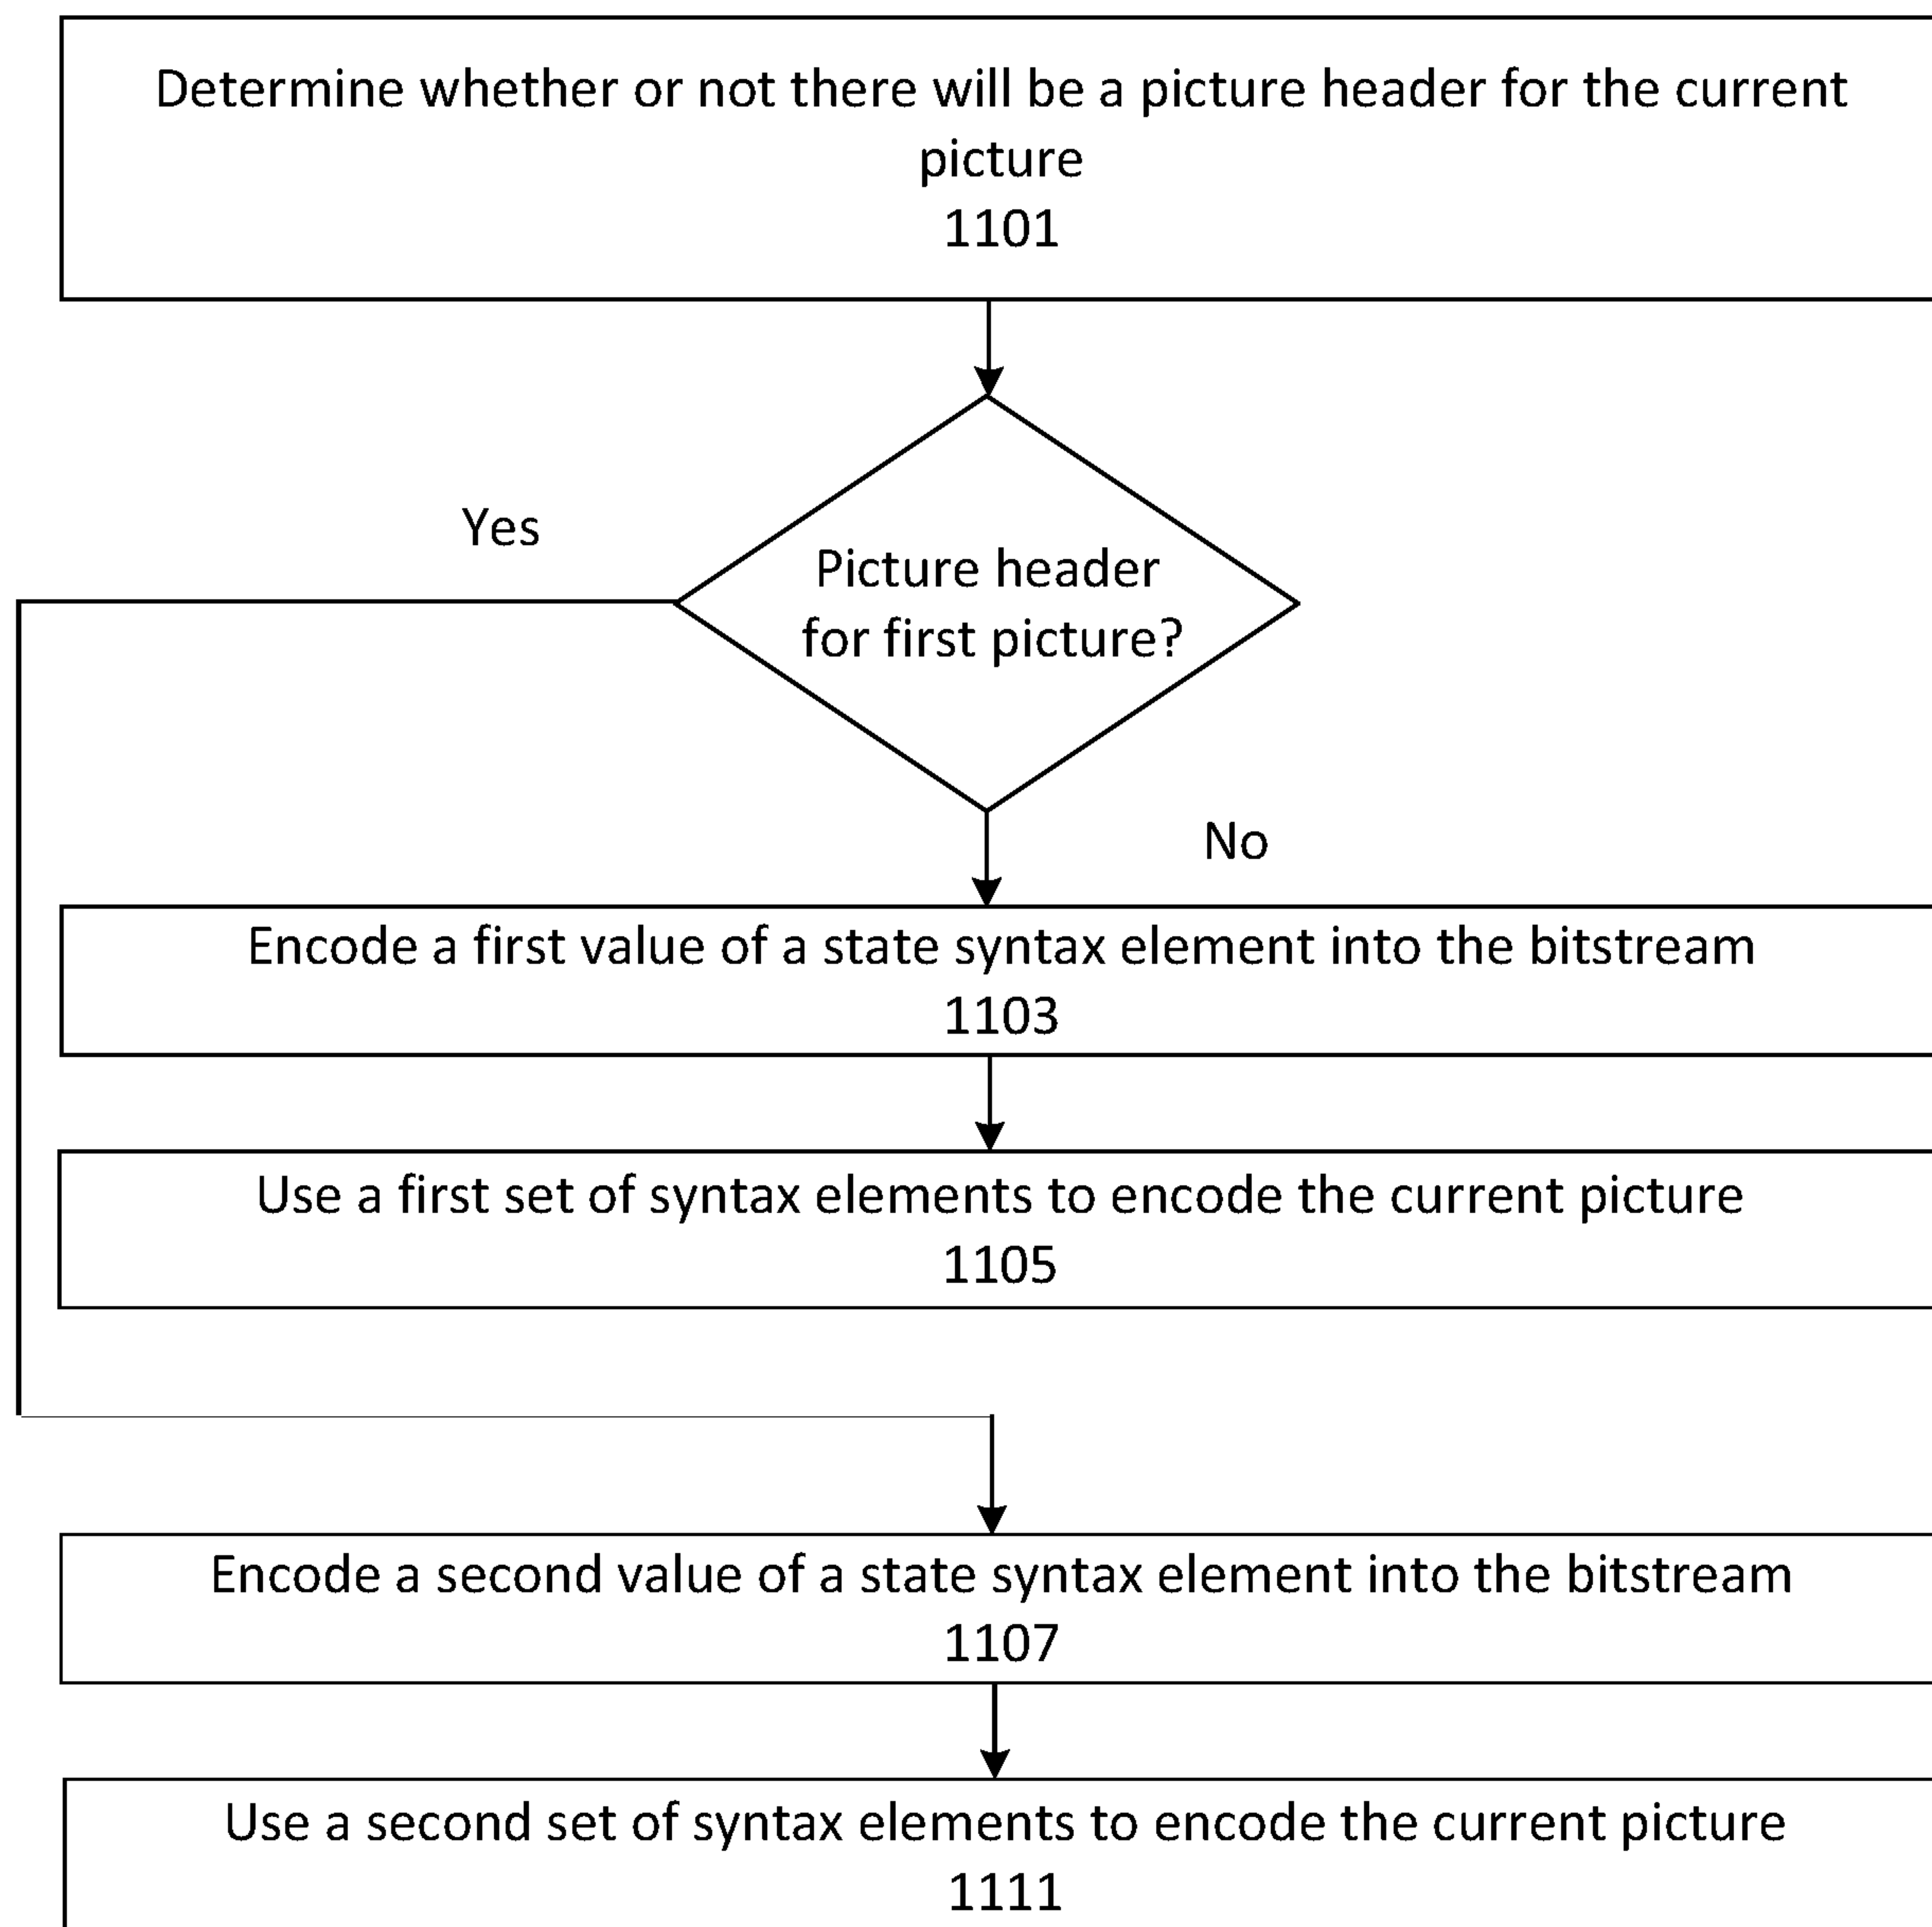 Determine whether or not there will be a picture header for the current
picture
1101
Yes
Picture header
for first picture?
No
Encode a first value of a state syntax element into the bitstream
1103
Use a first set of syntax elements to encode the current picture
1105
Encode a second value of a state syntax element into the bitstream
1107
Use a second set of syntax elements to encode the current picture
1111